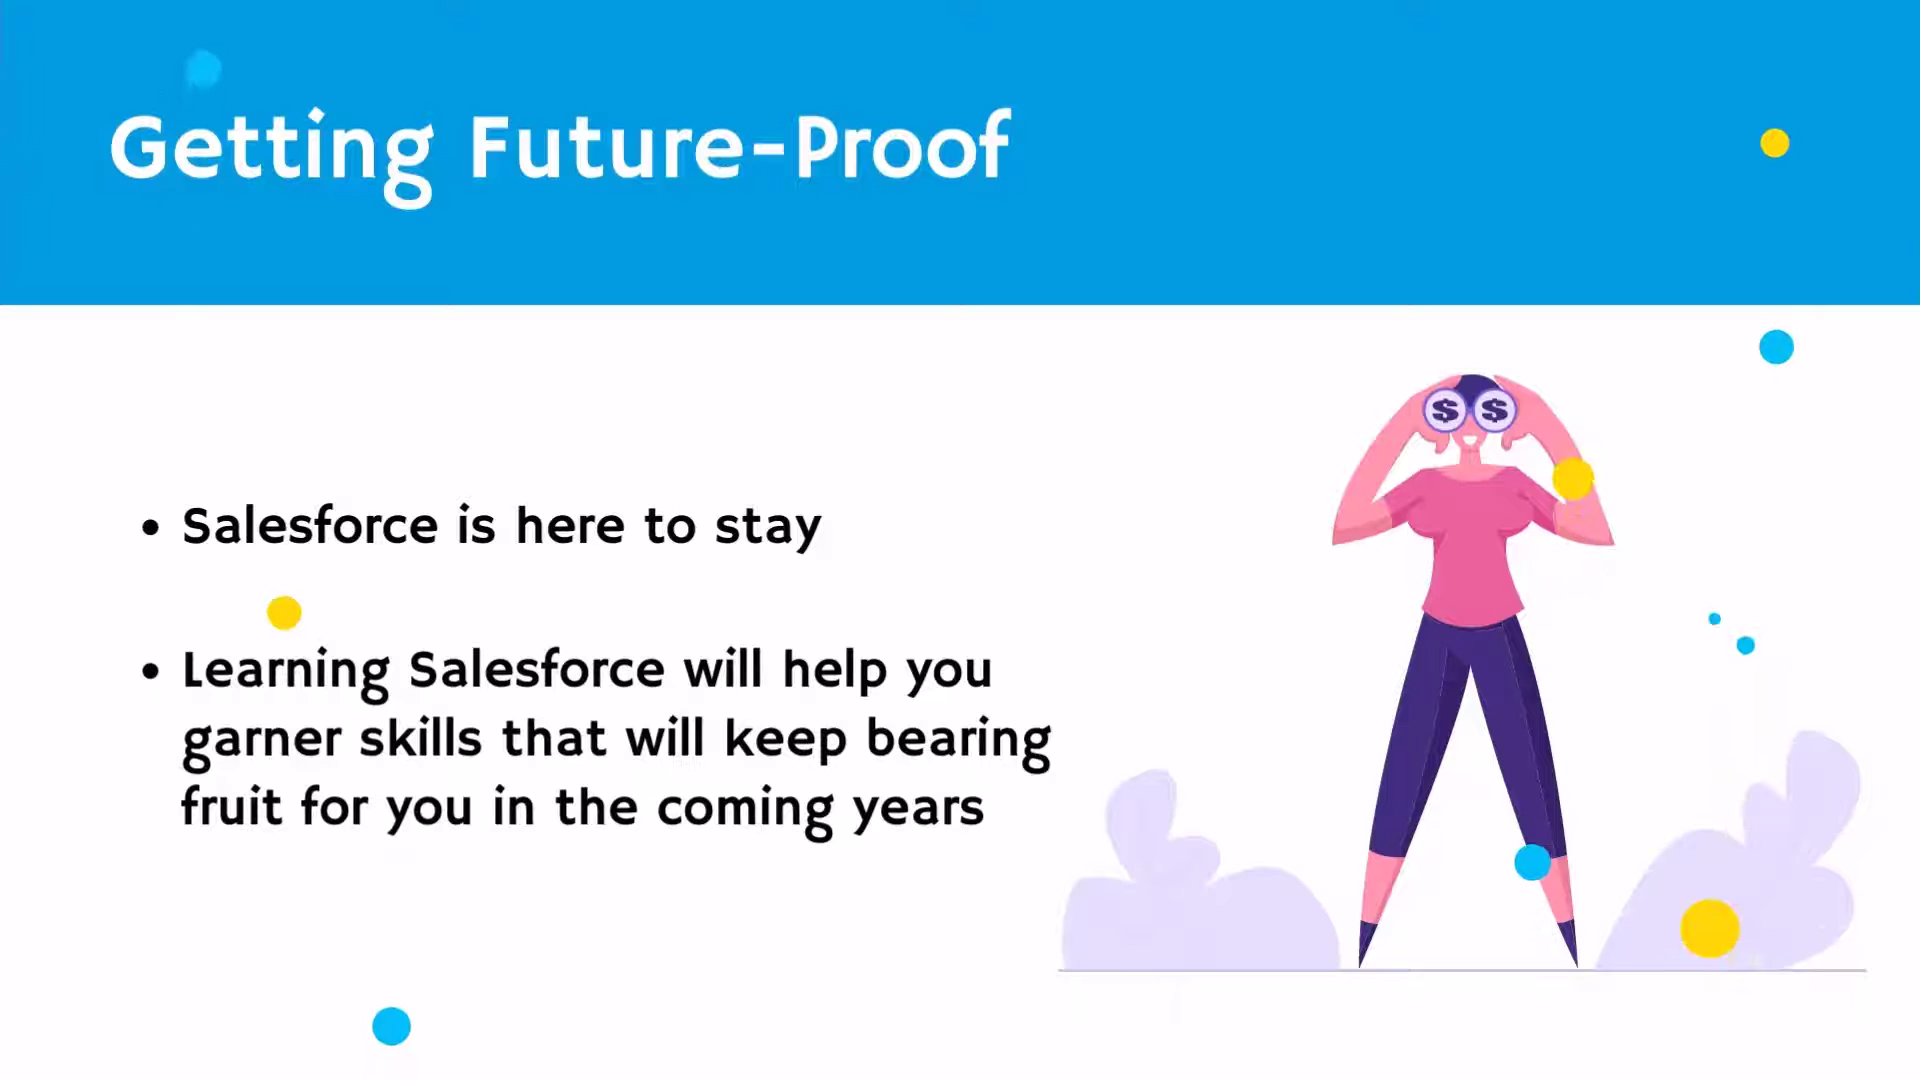 Getting Future-Proof
$ $
• Salesforce is here to stay
• Learning Salesforce will help you
garner skills that will keep bearing
fruit for you in the coming years